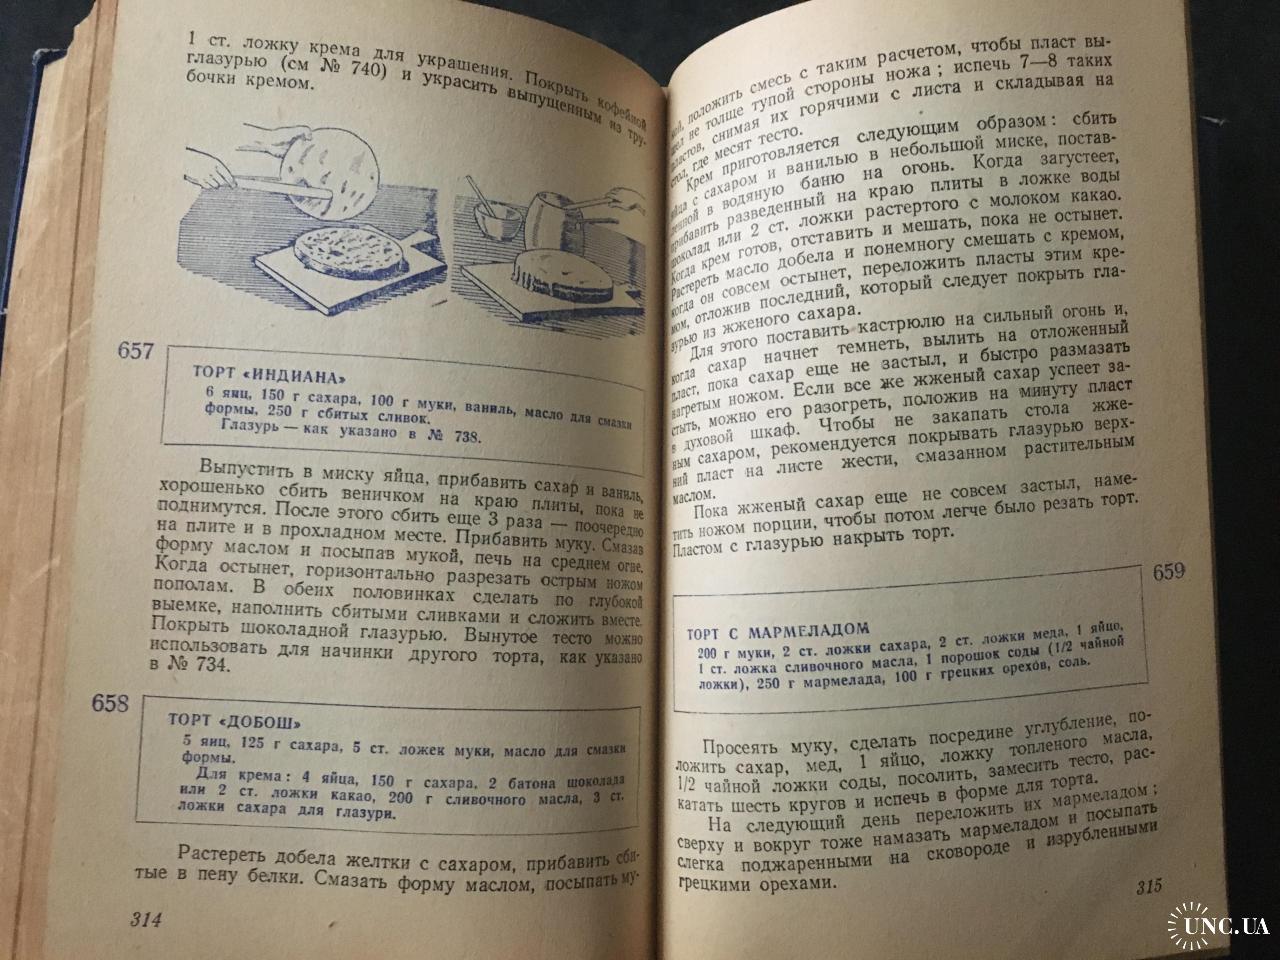 1 ст. ложку крема для украшения. Покрыть кофейной
глазурью (см № 740) и украсить выпущенным из тру-
бочки кремом.
657
ТОРТ «ИНДИАНА»
6 яиц, 150 г сахара, 100 г муки, ваниль, масло для смазки
формы, 250 г сбитых сливок.
Глазурь — как указано в № 738.
Выпустить в миску яйца, прибавить сахар и ваниль,
хорошенько сбить веничком на краю плиты, пока не
поднимутся. После этого сбить еще 3 раза — поочередно
на плите и в прохладном месте. Прибавить муку. Смазав
форму маслом и посыпав мукой, печь на среднем огне.
Когда остынет, горизонтально разрезать острым ножом
пополам. В обеих половинках сделать по глубокой
выемке, наполнить сбитыми сливками и сложить вместе.
Покрыть шоколадной глазурью. Вынутое тесто можно
использовать для начинки другого торта, как указано
в № 734.
658
ТОРТ «ДОБОШ»
5 яиц, 125 г сахара, 5 ст. ложек муки, масло для смазки
формы.
Для крема: 4 яйца, 150 г сахара, 2 батона шоколада
или 2 ст. ложки какао, 200 г сливочного масла, 3 ст.
ложки сахара для глазури.
Растереть добела желтки с сахаром, прибавить сби-
тые в пену белки. Смазать форму маслом, посыпать му-
314
кой, положить смесь с таким расчетом, чтобы пласт вы-
шел не толще тупой стороны ножа; испечь 7—8 таких
пластов, снимая их горячими с листа и складывая на
стол, где месят тесто.
Крем приготовляется следующим образом: сбить
яйца с сахаром и ванилью в небольшой миске, постав-
ленной в водяную баню на огонь. Когда загустеет,
прибавить разведенный на краю плиты в ложке воды
шоколад или 2 ст. ложки растертого с молоком какао.
Когда крем готов, отставить и мешать, пока не остынет.
Растереть масло добела и понемногу смешать с кремом,
когда он совсем остынет, переложить пласты этим кре-
мом, отложив последний, который следует покрыть гла-
зурью из жженого сахара.
Для этого поставить кастрюлю на сильный огонь и,
когда сахар начнет темнеть, вылить на отложенный
пласт, пока сахар еще не застыл, и быстро размазать
нагретым ножом. Если все же жженый сахар успеет за-
стыть, можно его разогреть, положив на минуту пласт
в духовой шкаф. Чтобы не закапать стола жже-
ным сахаром, рекомендуется покрывать глазурью верх-
ний пласт на листе жести, смазанном растительным
маслом.
Пока жженый сахар еще не совсем застыл, наме-
тить ножом порции, чтобы потом легче было резать торт.
Пластом с глазурью накрыть торт.
659
ТОРТ С МАРМЕЛАДОМ
200 г муки, 2 ст. ложки сахара, 2 ст. ложки меда, 1 яйцо,
1 ст. ложка сливочного масла, 1 порошок соды (1/2 чайной
ложки), 250 г мармелада, 100 г грецких орехов, соль.
Просеять муку, сделать посредине углубление, по-
ложить сахар, мед, 1 яйцо, ложку топленого масла,
1/2 чайной ложки соды, посолить, замесить тесто, рас-
катать шесть кругов и испечь в форме для торта.
На следующий день переложить их мармеладом;
сверху и вокруг тоже намазать мармеладом и посыпать
слегка поджаренными на сковороде и изрубленными
грецкими орехами.
315
UNC.UA